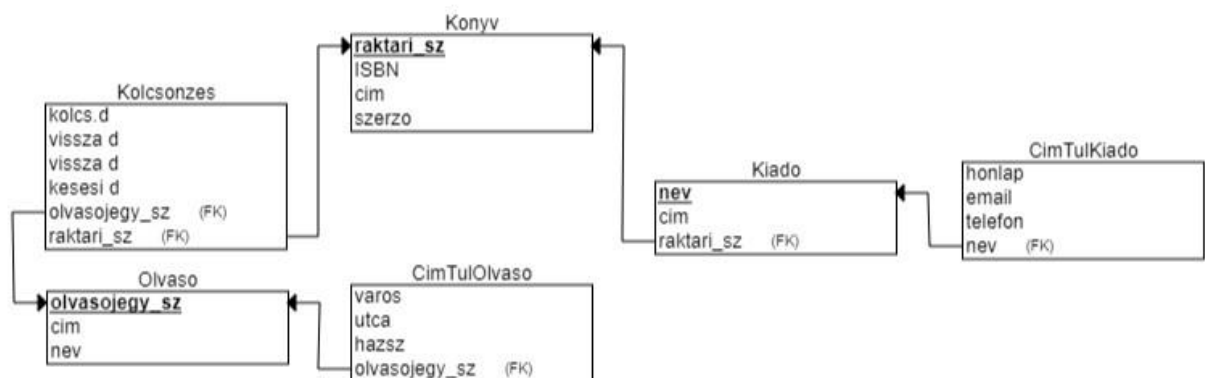 Konyv
raktari_sz
ISBN
cim
szerzo
Kolcsonzes
kolcs.d
vissza d
vissza d
kesesi d
olvasojegy_sz (FK)
raktari_sz (FK)
Kiado
nev
cim
raktari_sz (FK)
CimTulKiado
honlap
email
telefon
nev (FK)
Olvaso
olvasojegy_sz
cim
nev
CimTulOlvaso
varos
utca
hazsz
olvasojegy_sz (FK)